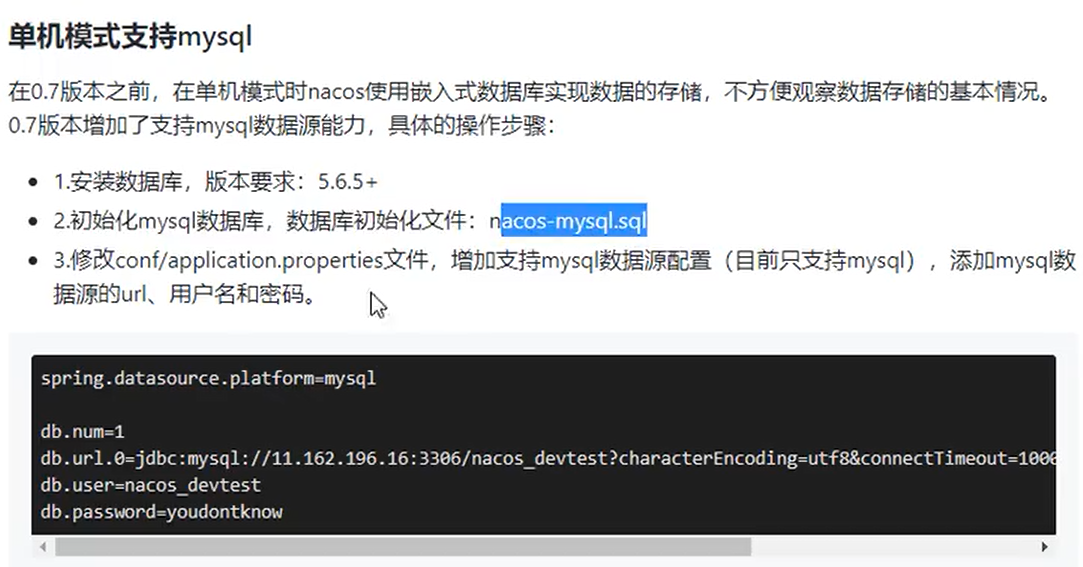 单机模式支持mysql
在0.7版本之前，在单机模式时nacos使用嵌入式数据库实现数据的存储，不方便观察数据存储的基本情况。
0.7版本增加了支持mysql数据源能力，具体的操作步骤：
1.安装数据库，版本要求：5.6.5+
2.初始化mysql数据库，数据库初始化文件：nacos-mysql.sql
3.修改conf/application.properties文件，增加支持mysql数据源配置（目前只支持mysql），添加mysql数
据源的url、用户名和密码。
spring.datasource.platform=mysql
db.num=1
db.url.0=jdbc:mysql://11.162.196.16:3306/nacos_devtest?characterEncoding=utf8&connectTimeout=1000
db.user=nacos_devtest
db.password=youdontknow